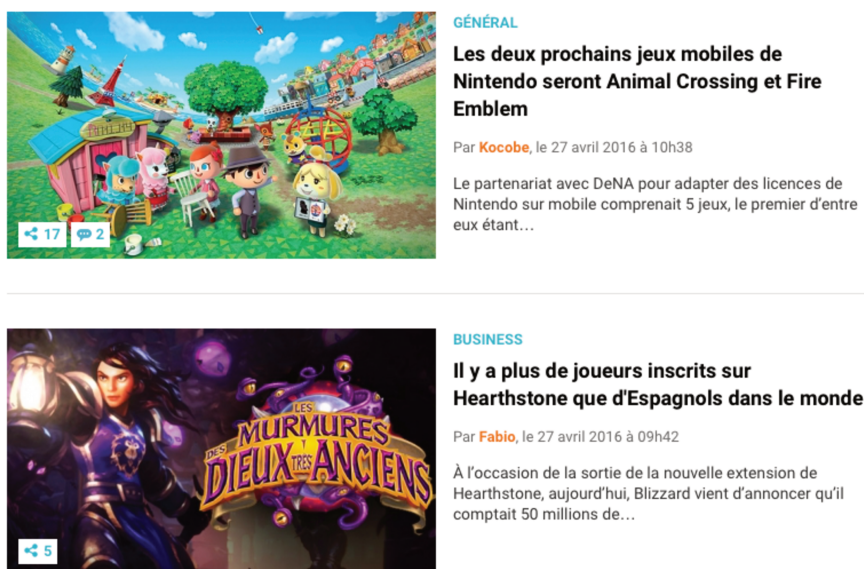 GÉNÉRAL
Les deux prochains jeux mobiles de
Nintendo seront Animal Crossing et Fire
Emblem
Par Kocobe, le 27 avril 2016 à 10h38
Le partenariat avec DeNA pour adapter des licences de
Nintendo sur mobile comprenait 5 jeux, le premier d’entre
eux étant…
17 2
BUSINESS
Il y a plus de joueurs inscrits sur
Hearthstone que d'Espagnols dans le monde
Par Fabio, le 27 avril 2016 à 09h42
À l’occasion de la sortie de la nouvelle extension de
Hearthstone, aujourd’hui, Blizzard vient d’annoncer qu’il
comptait 50 millions de…
LES
MURMURES
DES
DIEUX TRÈS ANCIENS
5